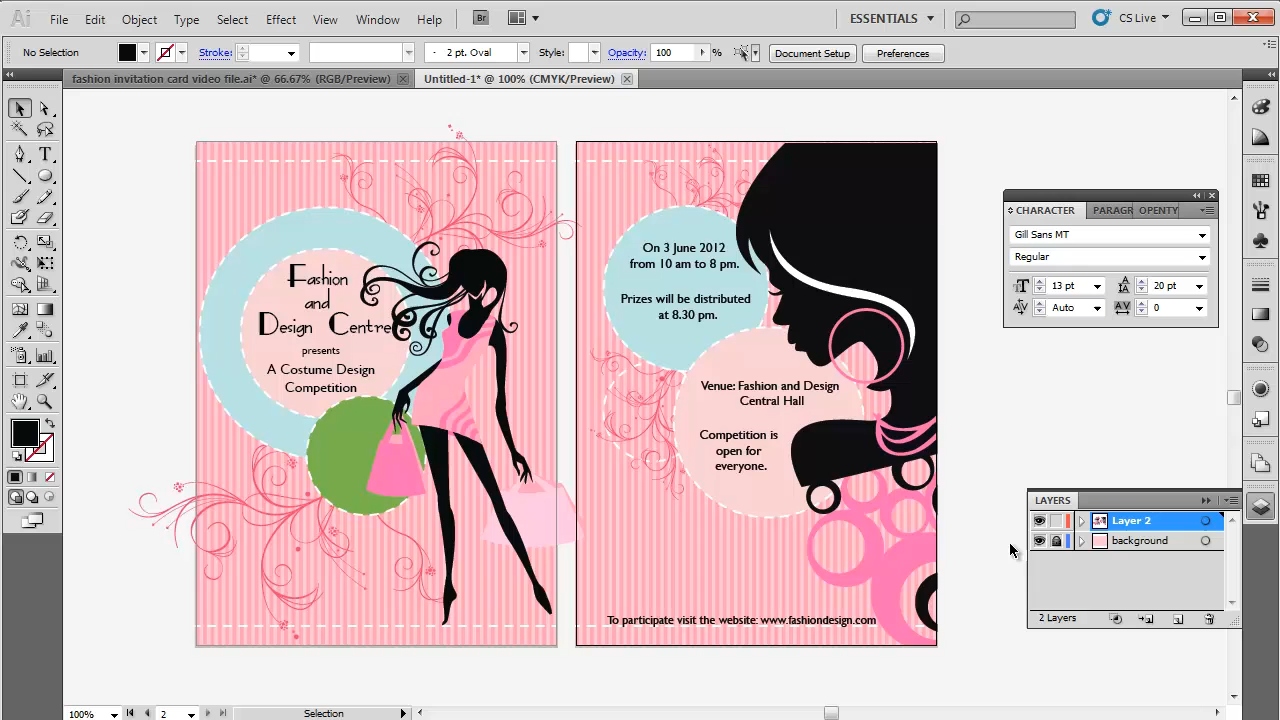 Ai File Edit Object Type Select Effect View Window Help Br ESSENTIALS CS Live
No Selection Stroke: 2 pt. Oval Style: Opacity: 100 % Document Setup Preferences
fashion invitation card video file.ai* @ 66.67% (RGB/Preview) Untitled-1* @ 100% (CMYK/Preview)
Fashion
and
Design Centre
presents
A Costume Design
Competition
On 3 June 2012
from 10 am to 8 pm.
Prizes will be distributed
at 8.30 pm.
Venue: Fashion and Design
Central Hall
Competition is
open for
everyone.
To participate visit the website: www.fashiondesign.com
CHARACTER PARAGR OPENTY
Gill Sans MT
Regular
13 pt 20 pt
Auto 0
LAYERS
Layer 2
background
2 Layers
100% 2 Selection